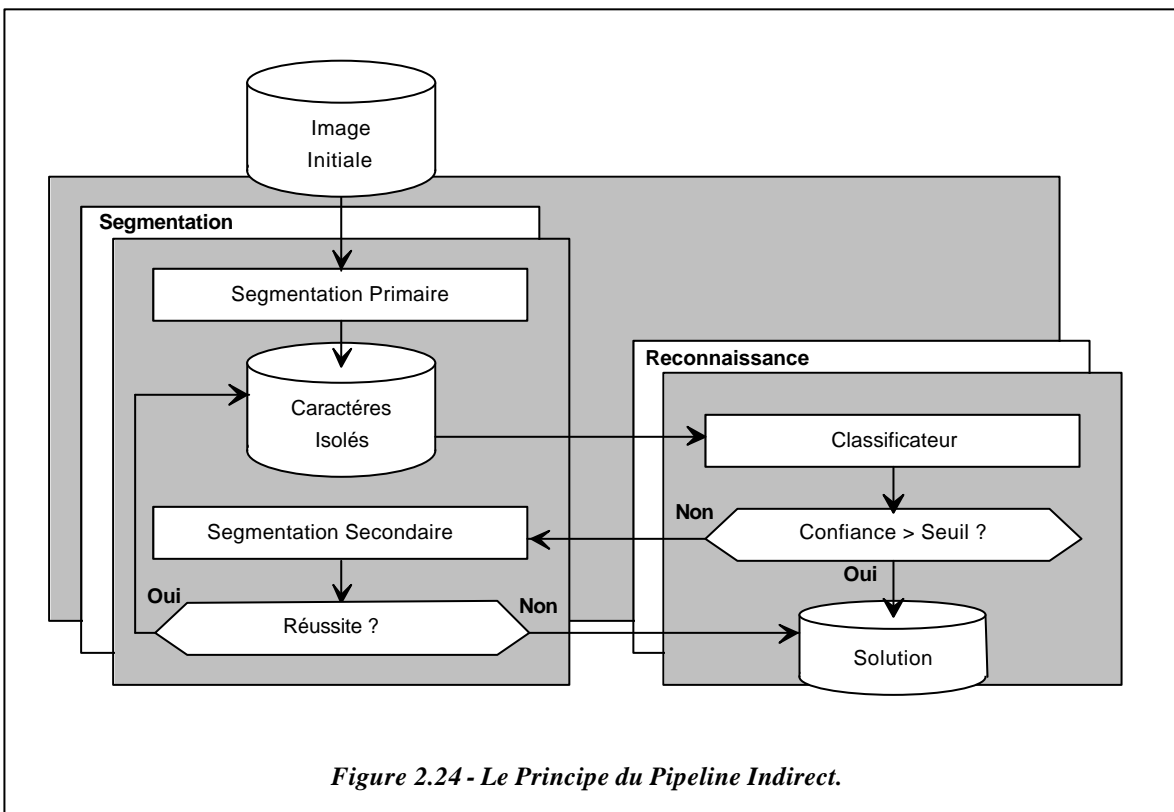 Image
Initiale
Segmentation
Segmentation Primaire
Caractéres
Isolés
Segmentation Secondaire
Oui
Réussite ?
Non
Reconnaissance
Classificateur
Non
Confiance > Seuil ?
Oui
Solution
Figure 2.24 - Le Principe du Pipeline Indirect.